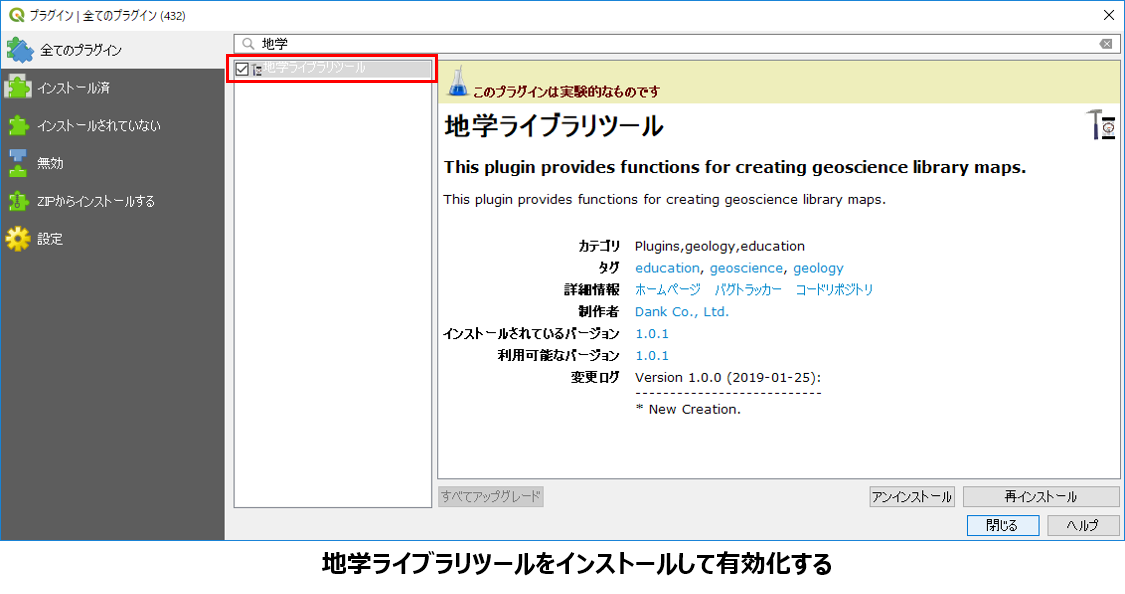 プラグイン | 全てのプラグイン (432)
全てのプラグイン
インストール済
インストールされていない
無効
ZIPからインストールする
設定
地学
地学ライブラリツール
このプラグインは実験的なものです
地学ライブラリツール
This plugin provides functions for creating geoscience library maps.
This plugin provides functions for creating geoscience library maps.
カテゴリ Plugins,geology,education
タグ education, geoscience, geology
詳細情報 ホームページ バグトラッカー コードリポジトリ
制作者 Dank Co., Ltd.
インストールされているバージョン 1.0.1
利用可能なバージョン 1.0.1
変更ログ Version 1.0.0 (2019-01-25):
---------------------------
* New Creation.
すべてアップグレード アンインストール 再インストール
閉じる ヘルプ
地学ライブラリツールをインストールして有効化する